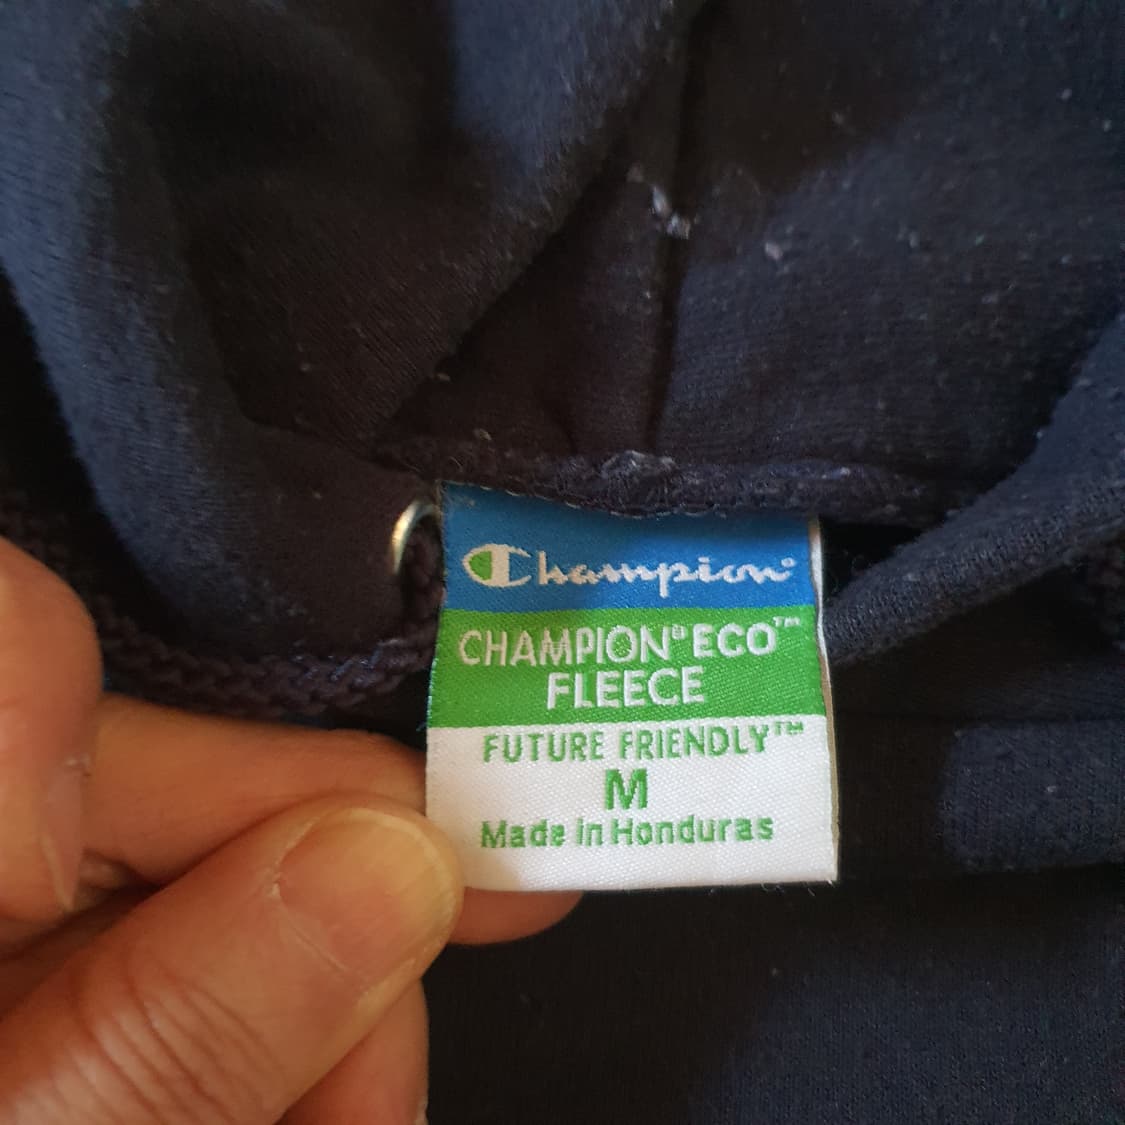 Champion®
CHAMPION® ECO™
FLEECE
FUTURE FRIENDLY™
M
Made in Honduras